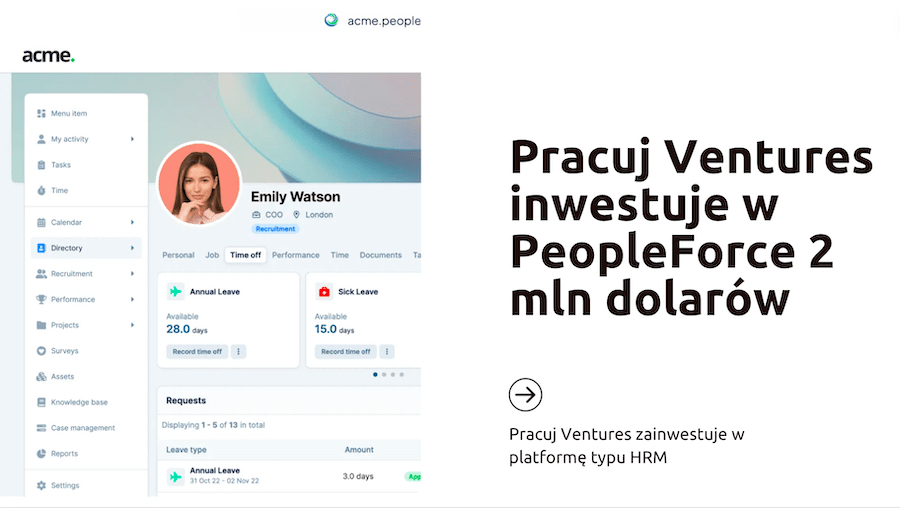 acme.people
acme.
Menu item
My activity
Tasks
Time
Calendar
Directory
Recruitment
Performance
Projects
Surveys
Assets
Knowledge base
Case management
Reports
Settings
Emily Watson
COO London
Recruitment
Personal Job Time off Performance Time Documents
Annual Leave
Available
28.0 days
Record time off
Sick Leave
Available
15.0 days
Record time off
Requests
Displaying 1 - 5 of 13 in total
Leave type Amount
Annual Leave
31 Oct 22 - 02 Nov 22
3.0 days
Pracuj Ventures
inwestuje w
PeopleForce 2
mln dolarów
Pracuj Ventures zainwestuje w
platformę typu HRM